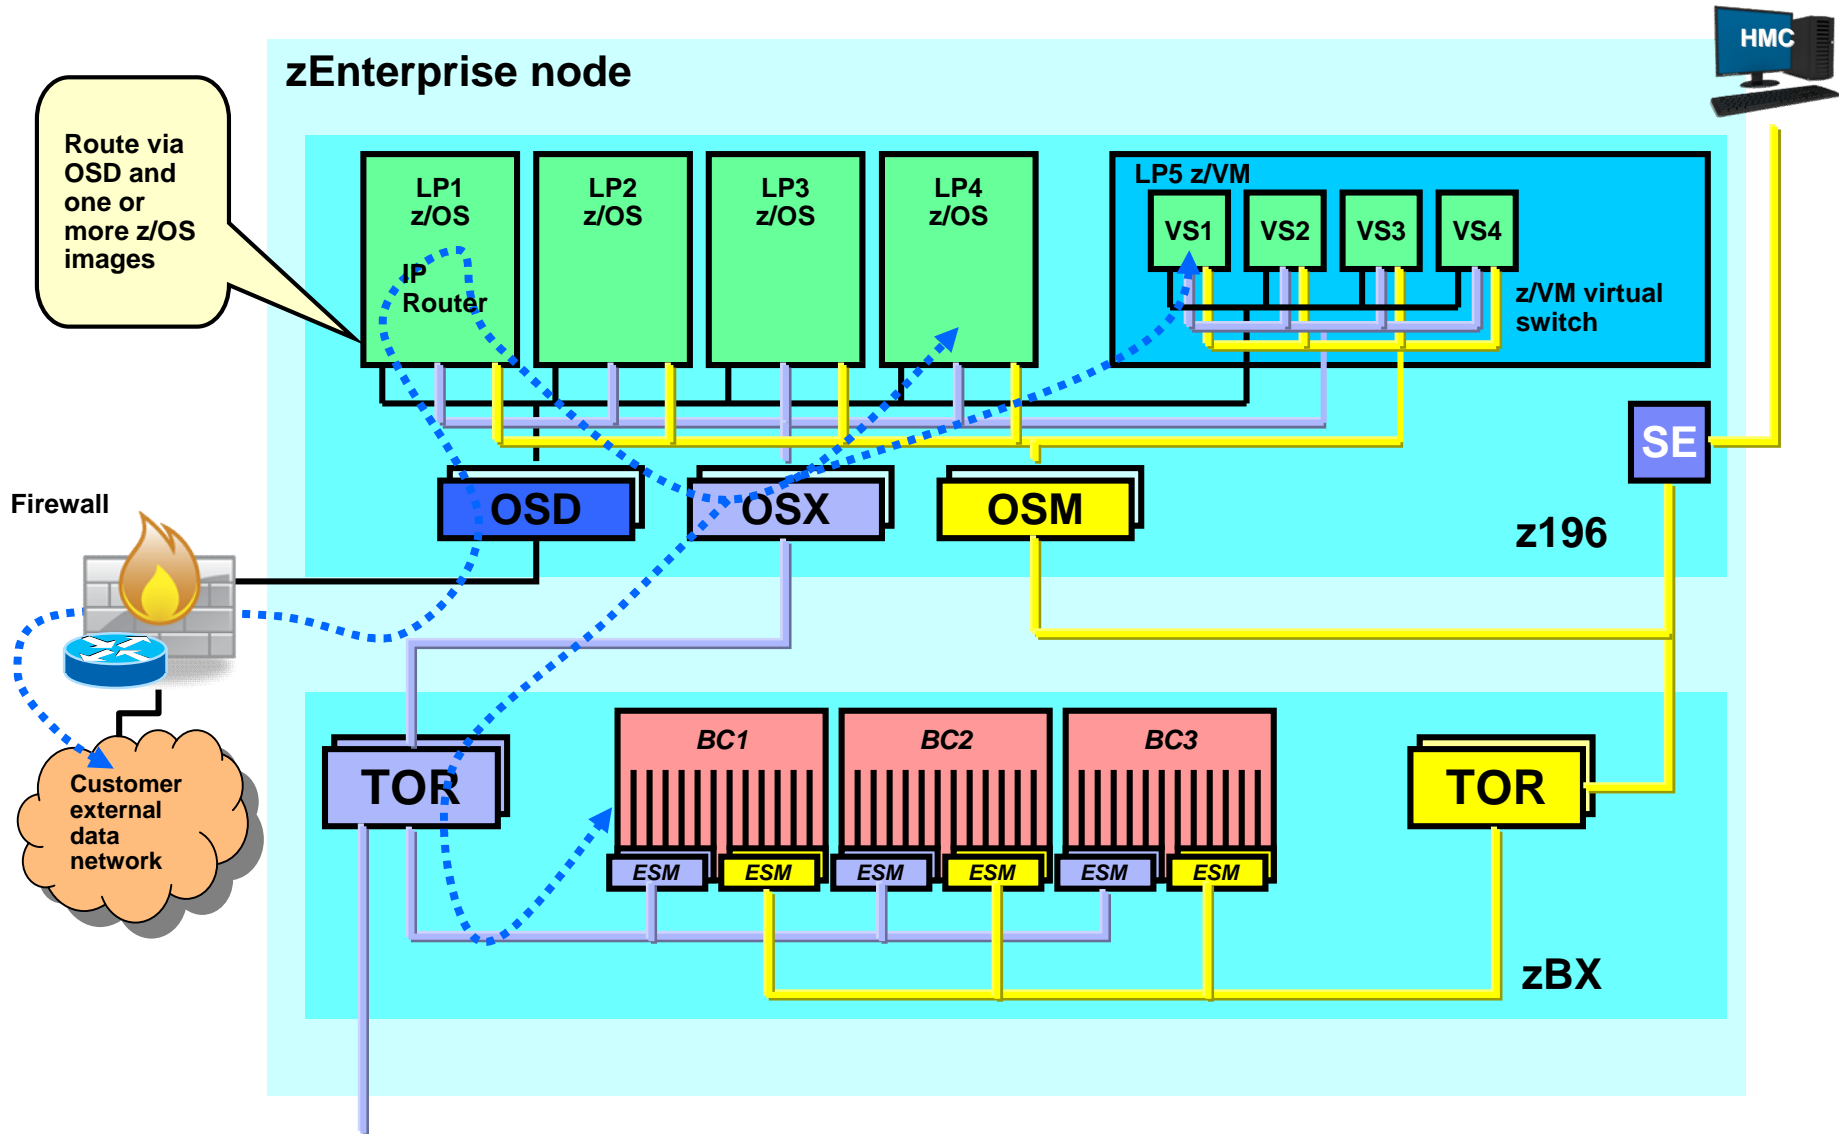 HMC
zEnterprise node
Route via
OSD and
one or
more z/OS
images
LP1
z/OS
IP
Router
LP2
z/OS
LP3
z/OS
LP4
z/OS
LP5 z/VM
VS1
VS2
VS3
VS4
z/VM virtual
switch
SE
OSD
OSX
OSM
z196
Firewall
Customer
external
data
network
TOR
BC1
BC2
BC3
TOR
ESM
ESM
ESM
ESM
ESM
ESM
zBX